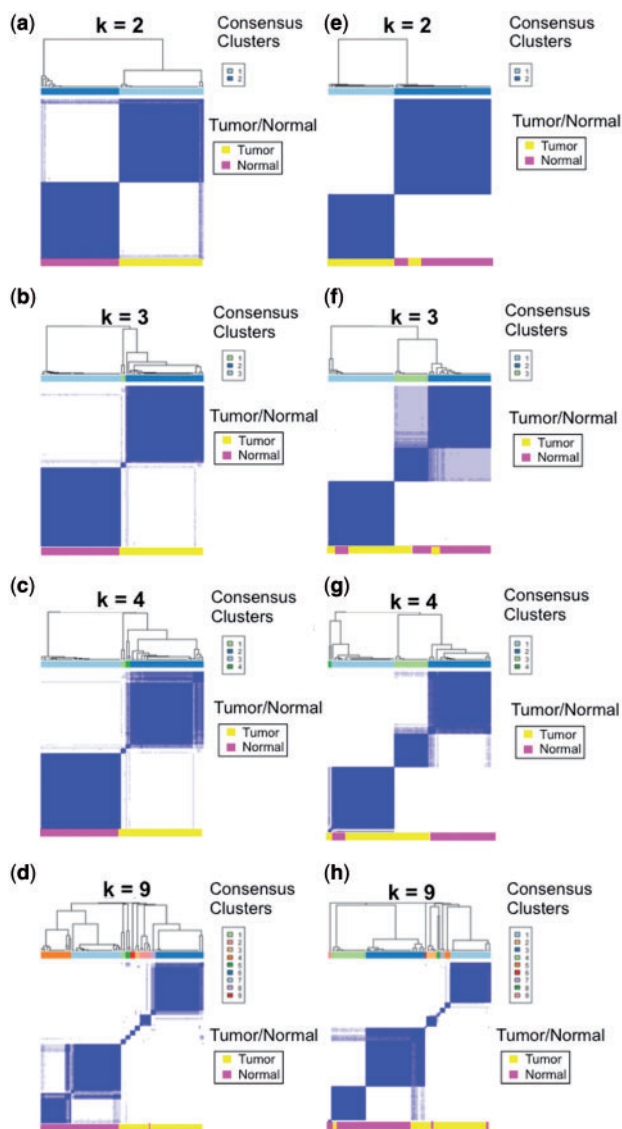 (a)
k = 2
Consensus
Clusters
1
2
Tumor/Normal
Tumor
Normal
(e)
k = 2
Consensus
Clusters
1
2
Tumor/Normal
Tumor
Normal
(b)
k = 3
Consensus
Clusters
1
2
3
Tumor/Normal
Tumor
Normal
(f)
k = 3
Consensus
Clusters
1
2
3
Tumor/Normal
Tumor
Normal
(c)
k = 4
Consensus
Clusters
1
2
3
4
Tumor/Normal
Tumor
Normal
(g)
k = 4
Consensus
Clusters
1
2
3
4
Tumor/Normal
Tumor
Normal
(d)
k = 9
Consensus
Clusters
1
2
3
4
5
6
7
8
9
Tumor/Normal
Tumor
Normal
(h)
k = 9
Consensus
Clusters
1
2
3
4
5
6
7
8
9
Tumor/Normal
Tumor
Normal